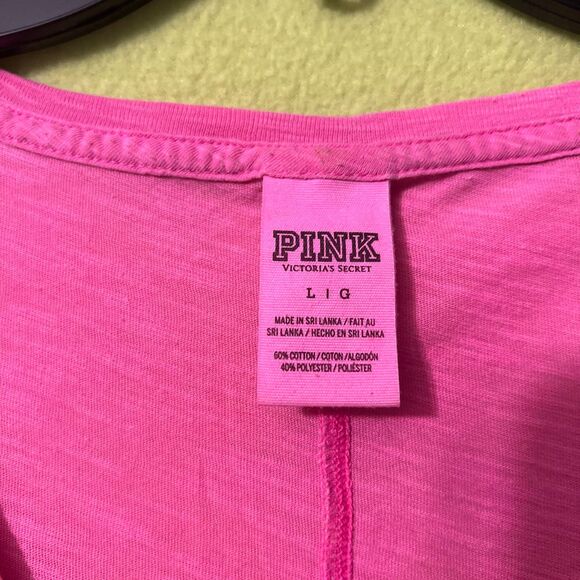 PINK
VICTORIA'S SECRET
L | G
MADE IN SRI LANKA / FAIT AU
SRI LANKA / HECHO EN SRI LANKA
60% COTTON / COTON /ALGODÓN
40% POLYESTER / POLIÉSTER